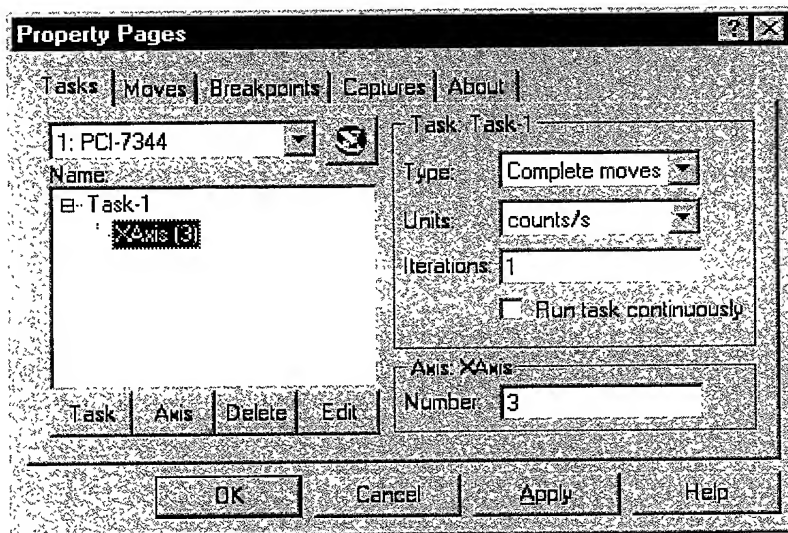 Property Pages
Tasks Moves Breakpoints Captures About
1: PCI-7344
Name:
Task-1
XAxis (3)
Task Axis Delete Edit
Task: Task-1
Type: Complete moves
Units: counts/s
Iterations: 1
Run task continuously
Axis: XAxis
Number: 3
OK Cancel Apply Help